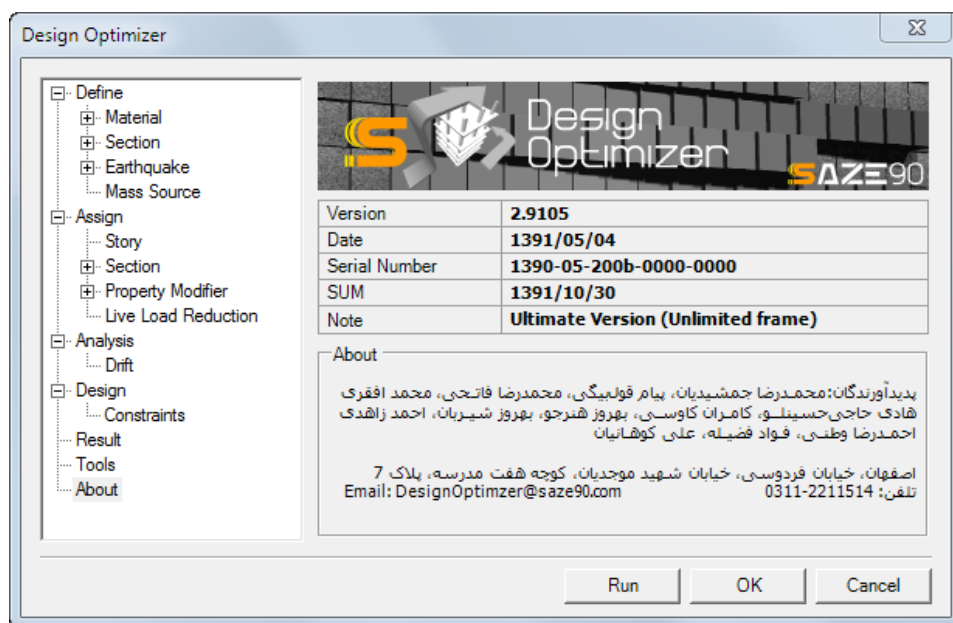 Design Optimizer
Define
Material
Section
Earthquake
Mass Source
Assign
Story
Section
Property Modifier
Live Load Reduction
Analysis
Drift
Design
Constraints
Result
Tools
About
Design
Optimizer
SAZE90
Version 2.9105
Date 1391/05/04
Serial Number 1390-05-200b-0000-0000
SUM 1391/10/30
Note Ultimate Version (Unlimited frame)
About
پدیدآورندگان:محمدرضا جمشیدیان، پیام قولبیگی، محمدرضا فاتحی، محمد افقری
هادی حاجی‌حسینلو، کامران کاوسی، بهروز هنرجو، بهروز شیربان، احمد زاهدی
احمدرضا وطنی، فواد فضیله، علی کوهانیان
اصفهان، خیابان فردوسی، خیابان شهید موحدیان، کوچه هفت مدرسه، پلاک 7
تلفن: 0311-2211514 Email: DesignOptimzer@saze90.com
Run OK Cancel